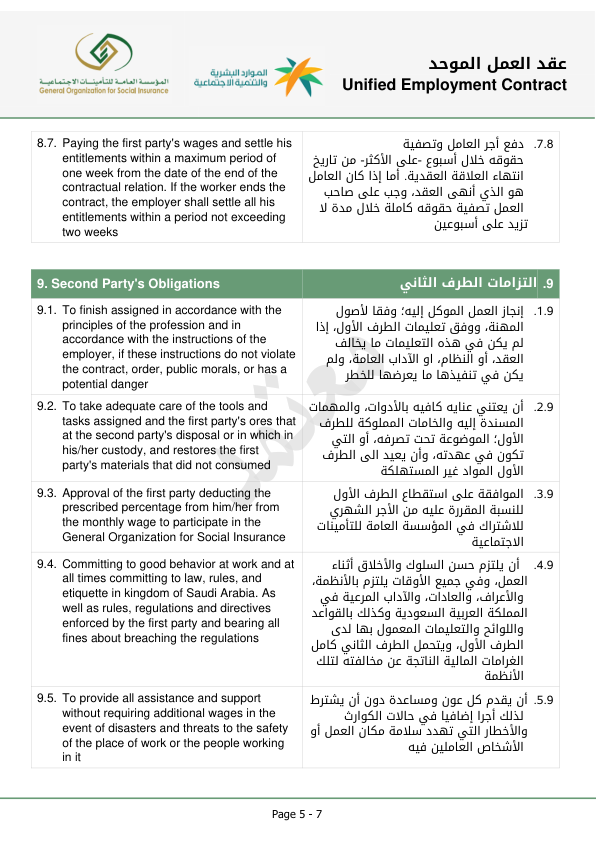 المؤسسة العامة للتأمينات الاجتماعية
General Organization for Social Insurance
الموارد البشرية
والتنمية الاجتماعية
عقد العمل الموحد
Unified Employment Contract
8.7. Paying the first party's wages and settle his
entitlements within a maximum period of
one week from the date of the end of the
contractual relation. If the worker ends the
contract, the employer shall settle all his
entitlements within a period not exceeding
two weeks
7.8. دفع أجر العامل وتصفية
حقوقه خلال أسبوع -على الأكثر- من تاريخ
انتهاء العلاقة العقدية. أما إذا كان العامل
هو الذي أنهى العقد، وجب على صاحب
العمل تصفية حقوقه كاملة خلال مدة لا
تزيد على أسبوعين
9. Second Party's Obligations
9. التزامات الطرف الثاني
9.1. To finish assigned in accordance with the
principles of the profession and in
accordance with the instructions of the
employer, if these instructions do not violate
the contract, order, public morals, or has a
potential danger
1.9. إنجاز العمل الموكل إليه؛ وفقا لأصول
المهنة، ووفق تعليمات الطرف الأول، إذا
لم يكن في هذه التعليمات ما يخالف
العقد، أو النظام، او الآداب العامة، ولم
يكن في تنفيذها ما يعرضها للخطر
9.2. To take adequate care of the tools and
tasks assigned and the first party's ores that
at the second party's disposal or in which in
his/her custody, and restores the first
party's materials that did not consumed
2.9. أن يعتني عنايه كافيه بالأدوات، والمهمات
المسندة إليه والخامات المملوكة للطرف
الأول؛ الموضوعة تحت تصرفه، أو التي
تكون في عهدته، وأن يعيد الى الطرف
الأول المواد غير المستهلكة
9.3. Approval of the first party deducting the
prescribed percentage from him/her from
the monthly wage to participate in the
General Organization for Social Insurance
3.9. الموافقة على استقطاع الطرف الأول
للنسبة المقررة عليه من الأجر الشهري
للاشتراك في المؤسسة العامة للتأمينات
الاجتماعية
9.4. Committing to good behavior at work and at
all times committing to law, rules, and
etiquette in kingdom of Saudi Arabia. As
well as rules, regulations and directives
enforced by the first party and bearing all
fines about breaching the regulations
4.9. أن يلتزم حسن السلوك والأخلاق أثناء
العمل، وفي جميع الأوقات يلتزم بالأنظمة،
والأعراف، والعادات، والآداب المرعية في
المملكة العربية السعودية وكذلك بالقواعد
واللوائح والتعليمات المعمول بها لدى
الطرف الأول، ويتحمل الطرف الثاني كامل
الغرامات المالية الناتجة عن مخالفته لتلك
الأنظمة
9.5. To provide all assistance and support
without requiring additional wages in the
event of disasters and threats to the safety
of the place of work or the people working
in it
5.9. أن يقدم كل عون ومساعدة دون أن يشترط
لذلك أجرا إضافيا في حالات الكوارث
والأخطار التي تهدد سلامة مكان العمل أو
الأشخاص العاملين فيه
معتمد
Page 5 - 7